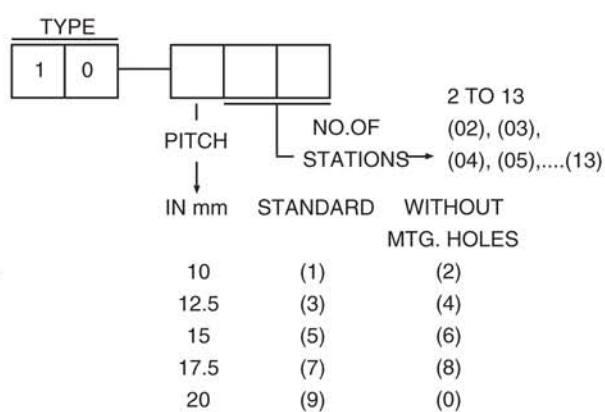 TYPE
1 0
2 TO 13
NO.OF (02), (03),
PITCH
STATIONS (04), (05),....(13)
IN mm STANDARD WITHOUT
MTG. HOLES
10 (1) (2)
12.5 (3) (4)
15 (5) (6)
17.5 (7) (8)
20 (9) (0)